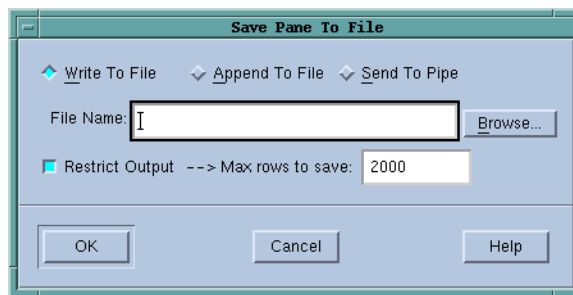 Save Pane To File
Write To File Append To File Send To Pipe
File Name: Browse...
Restrict Output --> Max rows to save: 2000
OK Cancel Help